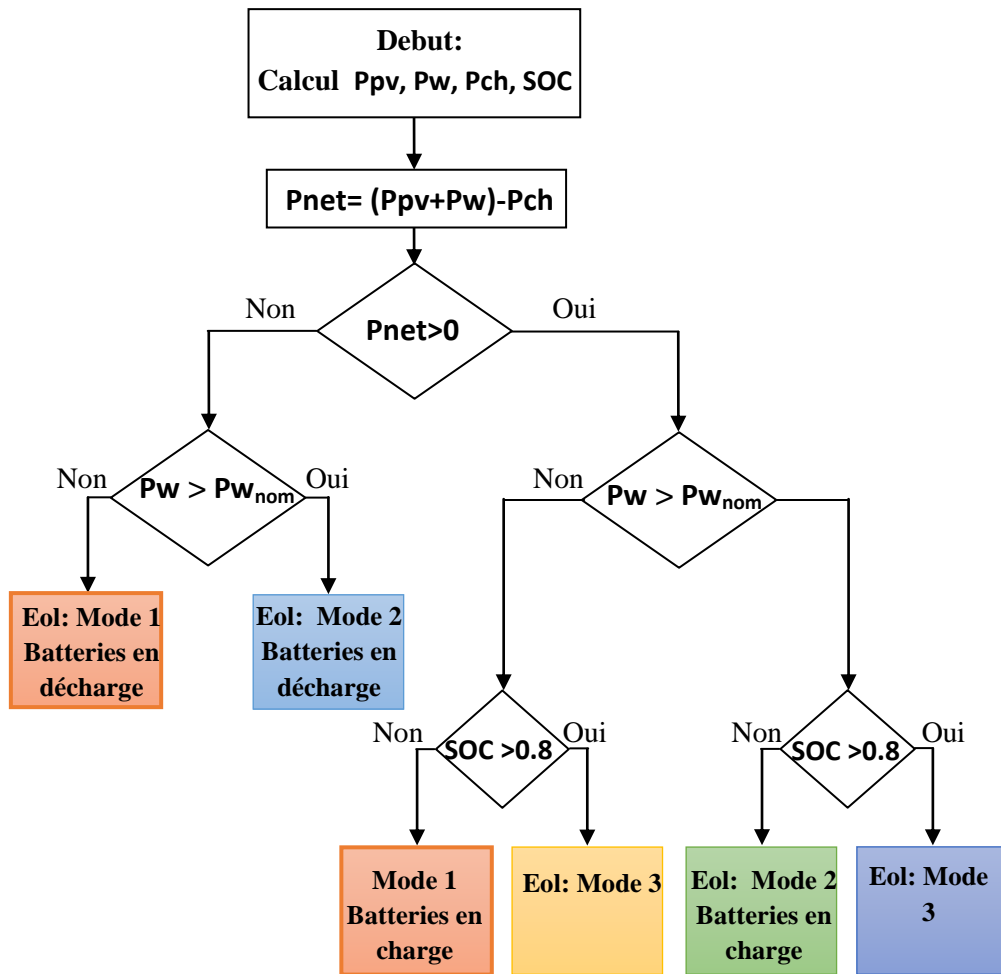 Debut:
Calcul Ppv, Pw, Pch, SOC
Pnet= (Ppv+Pw)-Pch
Non
Oui
Pnet>0
Non
Oui
Pw > Pwnom
Non
Pw > Pwnom
Oui
Eol: Mode 1
Batteries en
décharge
Eol: Mode 2
Batteries en
décharge
Non
Oui
SOC >0.8
Non
Oui
SOC >0.8
Mode 1
Batteries en
charge
Eol: Mode 3
Eol: Mode 2
Batteries en
charge
Eol: Mode
3